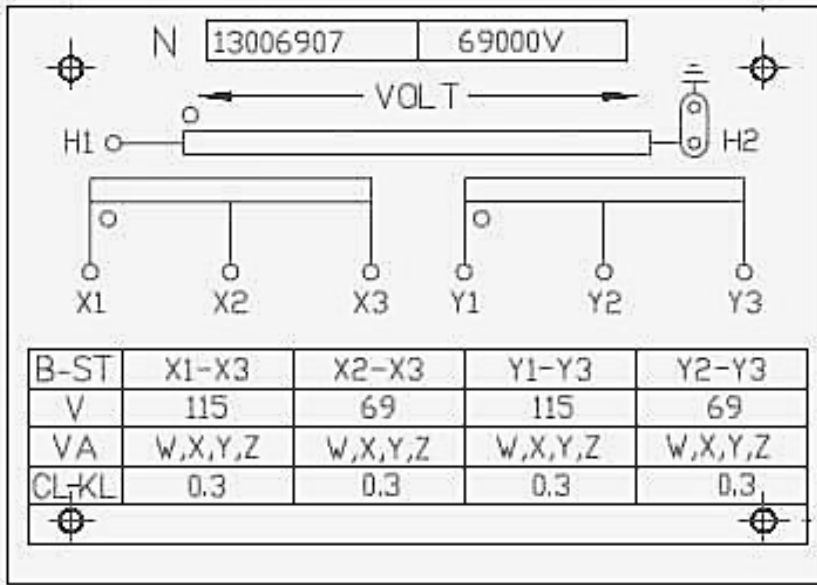 N 13006907 69000V
VOLT
H1 H2
X1 X2 X3 Y1 Y2 Y3
B-ST X1-X3 X2-X3 Y1-Y3 Y2-Y3
V 115 69 115 69
VA W,X,Y,Z W,X,Y,Z W,X,Y,Z W,X,Y,Z
CL-KL 0.3 0.3 0.3 0.3